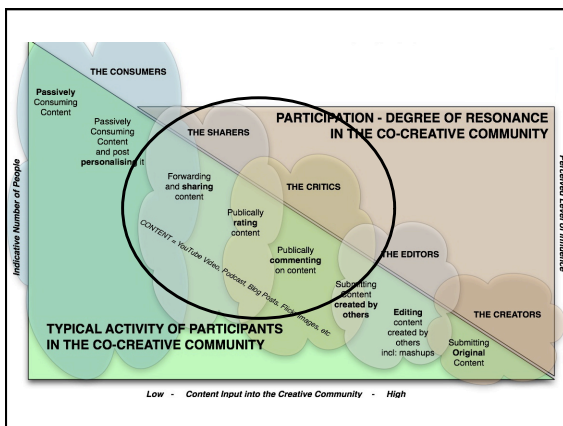 THE CONSUMERS
Passively
Consuming
Content
Passively
Consuming
Content
and post
personalising it
THE SHARERS
PARTICIPATION - DEGREE OF RESONANCE
IN THE CO-CREATIVE COMMUNITY
Forwarding
and sharing
content
THE CRITICS
Publically
rating
content
Publically
commenting
on content
CONTENT = YouTube Video, Podcast, Blog Posts, Flickr images, etc
THE EDITORS
Submitting
Content
created by
others
Editing
content
created by
others
incl: mashups
THE CREATORS
Submitting
Original
Content
TYPICAL ACTIVITY OF PARTICIPANTS
IN THE CO-CREATIVE COMMUNITY
Indicative Number of People
Perceived Level of Influence
Low - Content Input into the Creative Community - High